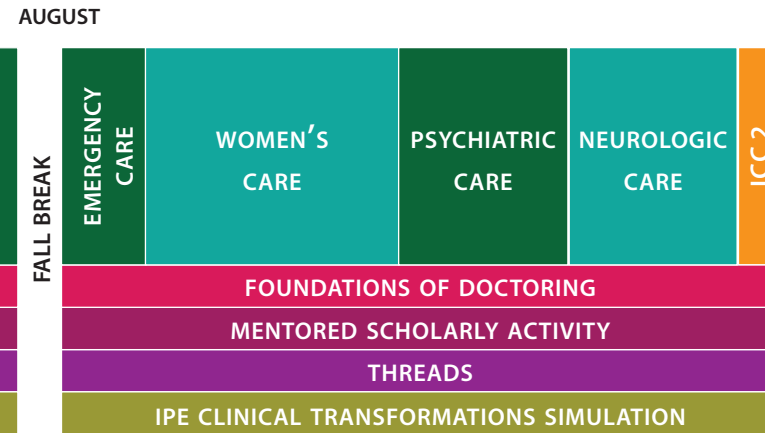 AUGUST
FALL BREAK
EMERGENCY
CARE
WOMEN'S
CARE
PSYCHIATRIC
CARE
NEUROLOGIC
CARE
ICC 2
FOUNDATIONS OF DOCTORING
MENTORED SCHOLARLY ACTIVITY
THREADS
IPE CLINICAL TRANSFORMATIONS SIMULATION